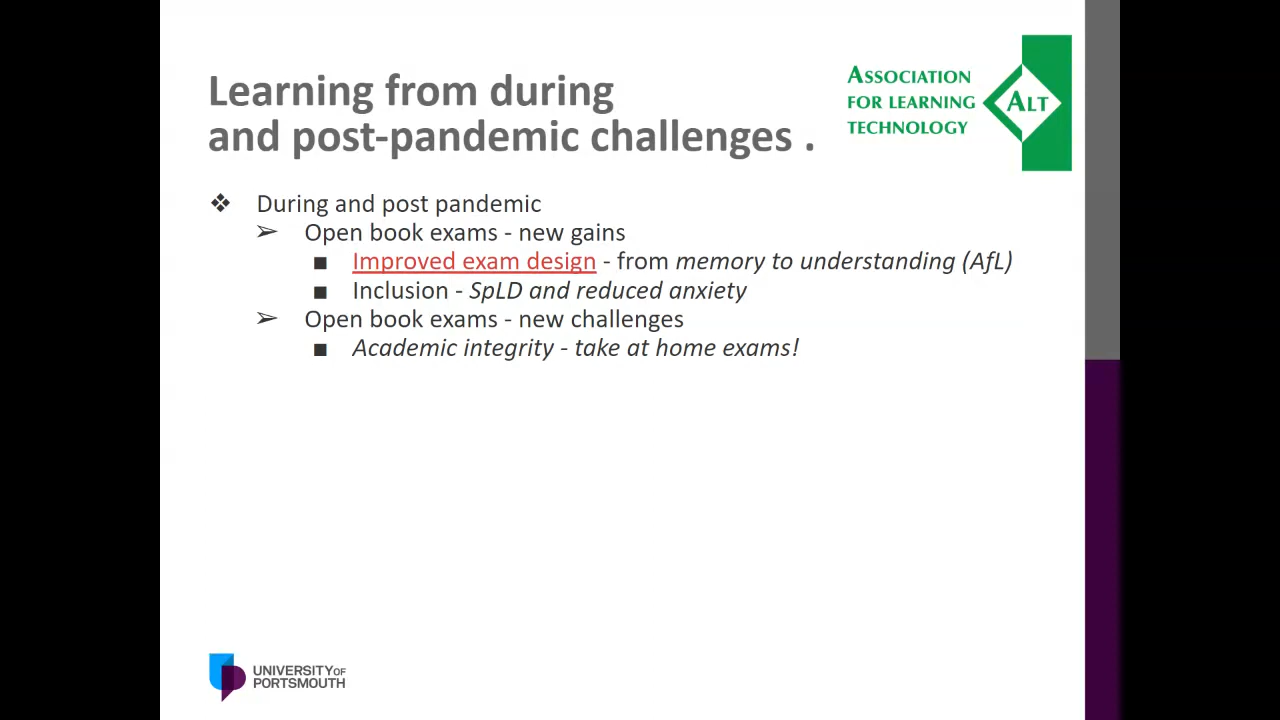 Learning from during
and post-pandemic challenges .
ASSOCIATION
FOR LEARNING
TECHNOLOGY
ALT
❖ During and post pandemic
➢ Open book exams - new gains
■ Improved exam design - from memory to understanding (AfL)
■ Inclusion - SpLD and reduced anxiety
➢ Open book exams - new challenges
■ Academic integrity - take at home exams!
UNIVERSITY OF
PORTSMOUTH